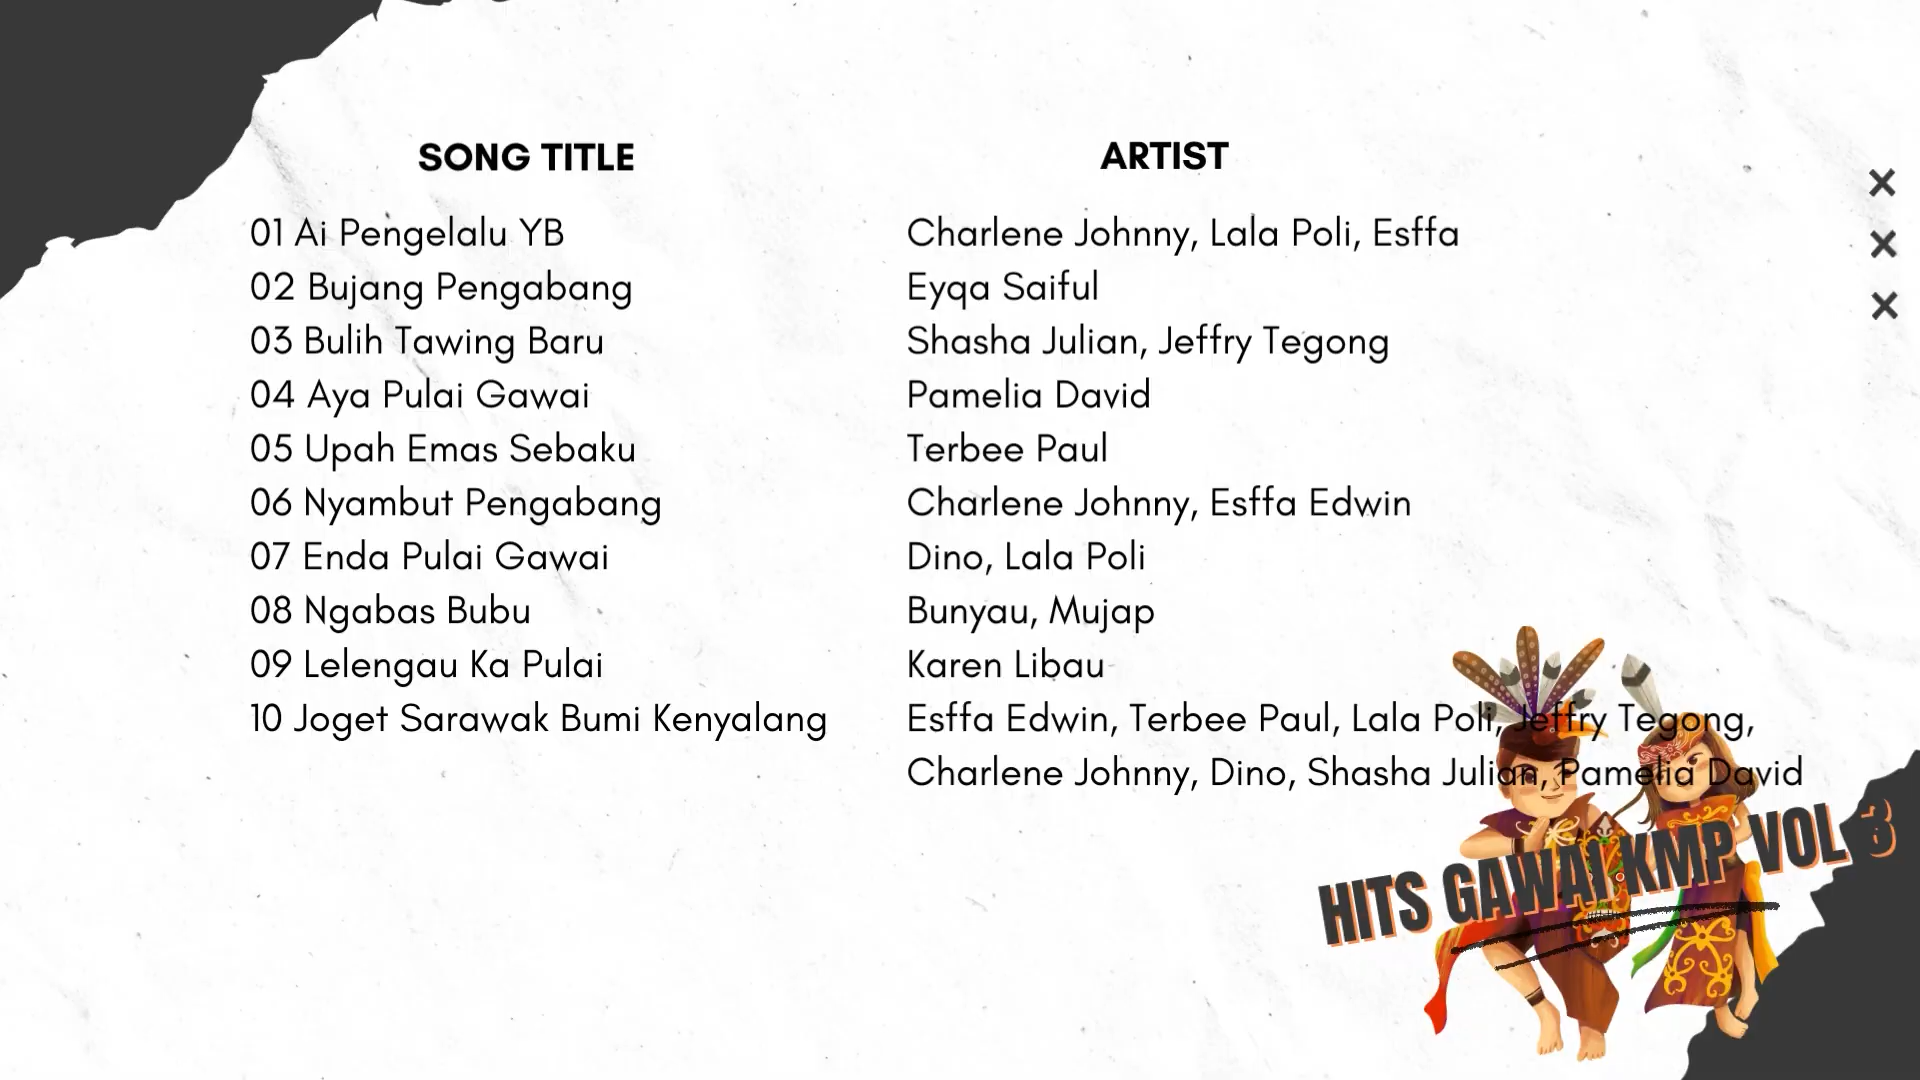 SONG TITLE ARTIST
01 Ai Pengelalu YB Charlene Johnny, Lala Poli, Esffa
02 Bujang Pengabang Eyqa Saiful
03 Bulih Tawing Baru Shasha Julian, Jeffry Tegong
04 Aya Pulai Gawai Pamelia David
05 Upah Emas Sebaku Terbee Paul
06 Nyambut Pengabang Charlene Johnny, Esffa Edwin
07 Enda Pulai Gawai Dino, Lala Poli
08 Ngabas Bubu Bunyau, Mujap
09 Lelengau Ka Pulai Karen Libau
10 Joget Sarawak Bumi Kenyalang Esffa Edwin, Terbee Paul, Lala Poli, Jeffry Tegong,
Charlene Johnny, Dino, Shasha Julian, Pamelia David
HITS GAWAI KMP VOL 3